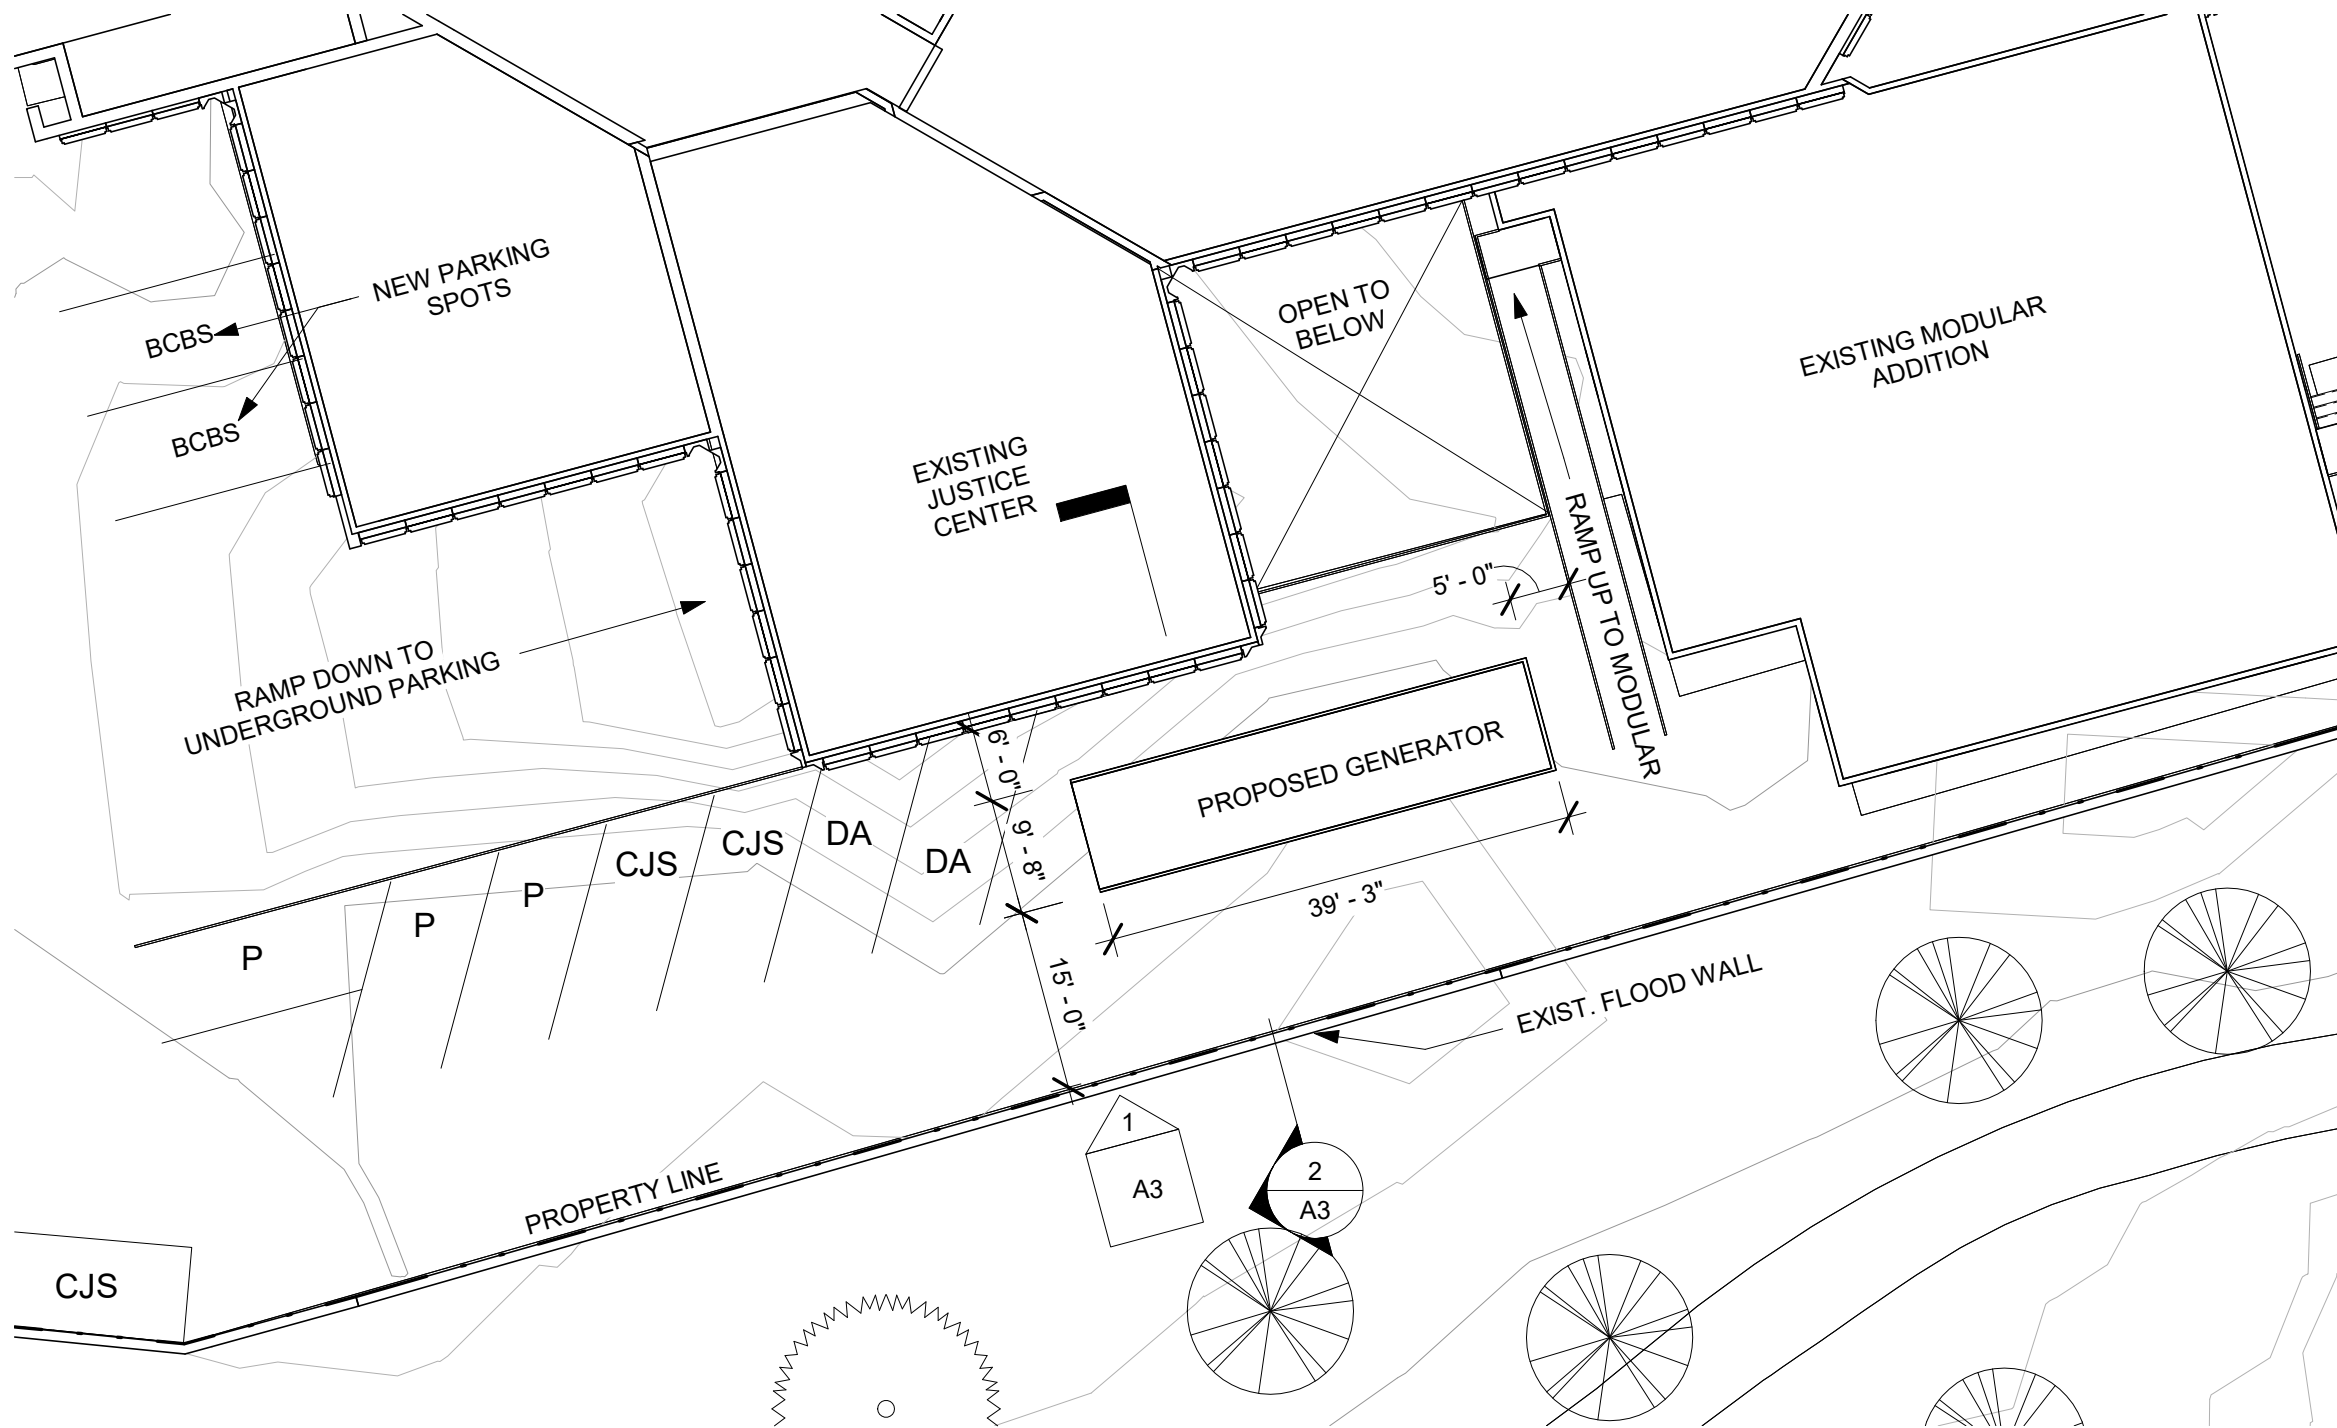 NEW PARKING
SPOTS
BCBS
BCBS
OPEN TO
BELOW
EXISTING MODULAR
ADDITION
EXISTING
JUSTICE
CENTER
RAMP UP TO MODULAR
5' - 0"
RAMP DOWN TO
UNDERGROUND PARKING
6' - 0"
9' - 8"
15' - 0"
PROPOSED GENERATOR
39' - 3"
DA
DA
CJS
CJS
P
P
P
EXIST. FLOOD WALL
PROPERTY LINE
1
A3
2
A3
CJS